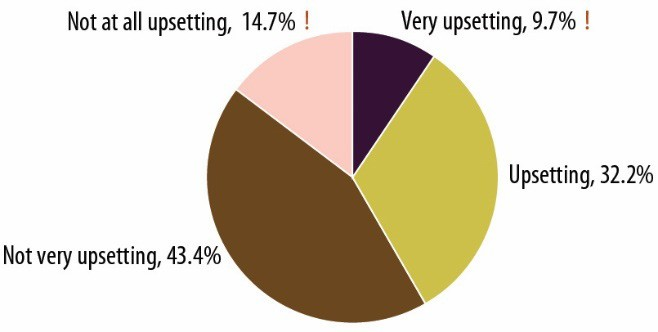 Not at all upsetting, 14.7% !
Very upsetting, 9.7% !
Upsetting, 32.2%
Not very upsetting, 43.4%